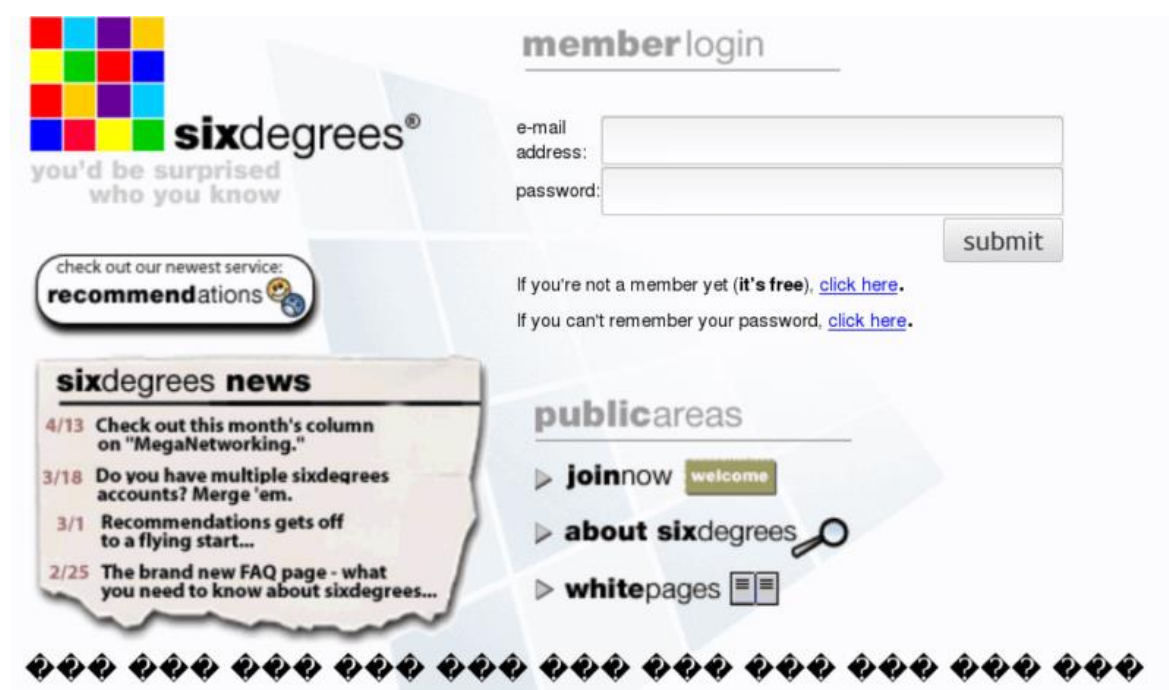 sixdegrees®
you'd be surprised
who you know
check out our newest service:
recommendations
sixdegrees news
4/13 Check out this month's column
on "MegaNetworking."
3/18 Do you have multiple sixdegrees
accounts? Merge 'em.
3/1 Recommendations gets off
to a flying start...
2/25 The brand new FAQ page - what
you need to know about sixdegrees...
memberlogin
e-mail
address:
password:
submit
If you're not a member yet (it's free), click here.
If you can't remember your password, click here.
publicareas
joinnow welcome
about sixdegrees
whitepages
��� ��� ��� ��� ��� ��� ��� ��� ��� ��� ���